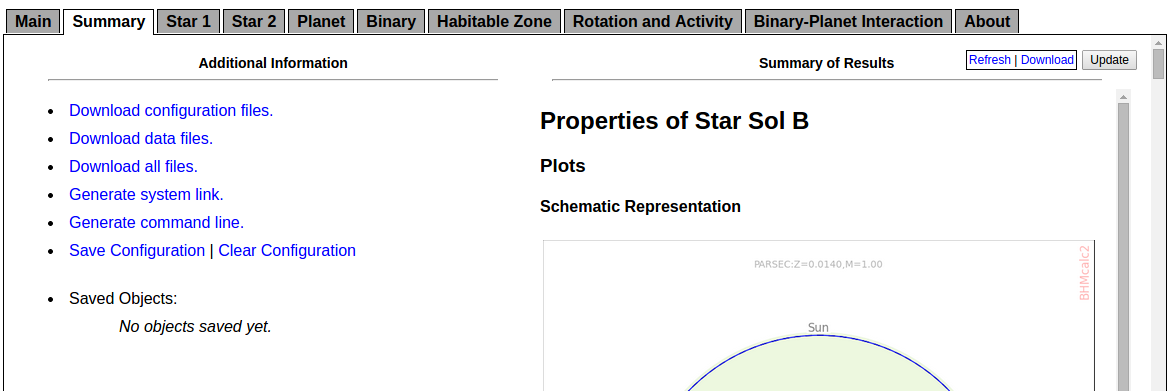 Main Summary Star 1 Star 2 Planet Binary Habitable Zone Rotation and Activity Binary-Planet Interaction About
Additional Information
Download configuration files.
Download data files.
Download all files.
Generate system link.
Generate command line.
Save Configuration | Clear Configuration
Saved Objects:
No objects saved yet.
Summary of Results
Refresh | Download Update
Properties of Star Sol B
Plots
Schematic Representation
PARSEC:Z=0.0140,M=1.00
BHMcalc2
Sun